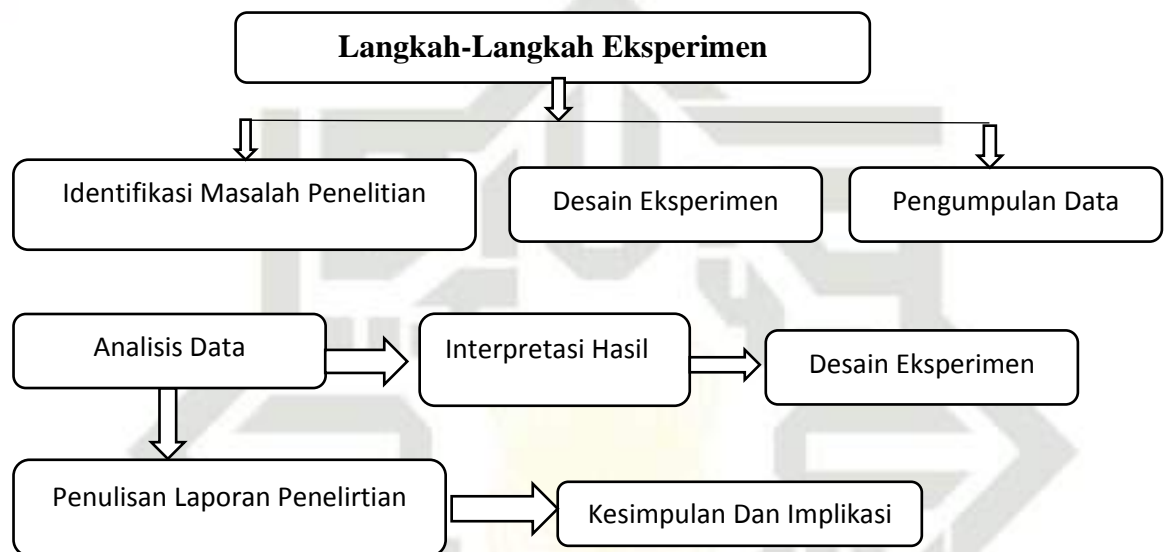 Langkah-Langkah Eksperimen
Identifikasi Masalah Penelitian
Desain Eksperimen
Pengumpulan Data
Analisis Data
Interpretasi Hasil
Desain Eksperimen
Penulisan Laporan Penelirtian
Kesimpulan Dan Implikasi